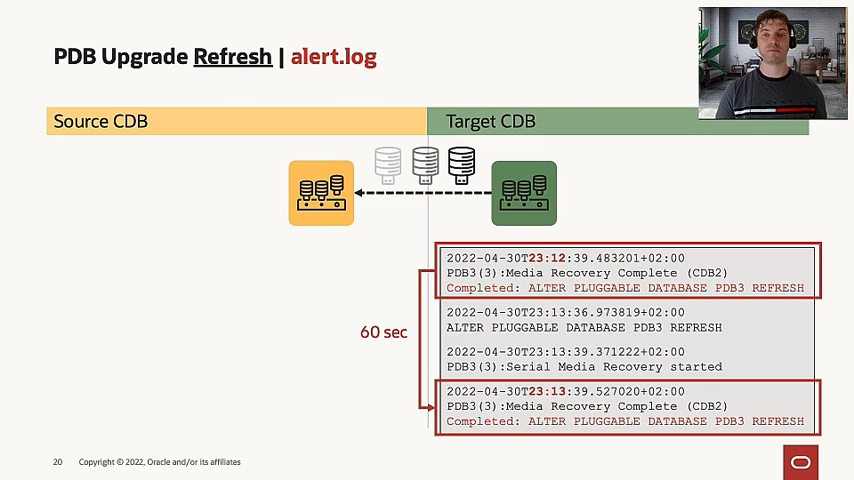 PDB Upgrade Refresh | alert.log
Source CDB
Target CDB
2022-04-30T23:12:39.483201+02:00
PDB3(3):Media Recovery Complete (CDB2)
Completed: ALTER PLUGGABLE DATABASE PDB3 REFRESH
2022-04-30T23:13:36.973819+02:00
ALTER PLUGGABLE DATABASE PDB3 REFRESH
60 sec
2022-04-30T23:13:39.371222+02:00
PDB3(3):Serial Media Recovery started
2022-04-30T23:13:39.527020+02:00
PDB3(3):Media Recovery Complete (CDB2)
Completed: ALTER PLUGGABLE DATABASE PDB3 REFRESH
20 Copyright © 2022, Oracle and/or its affiliates